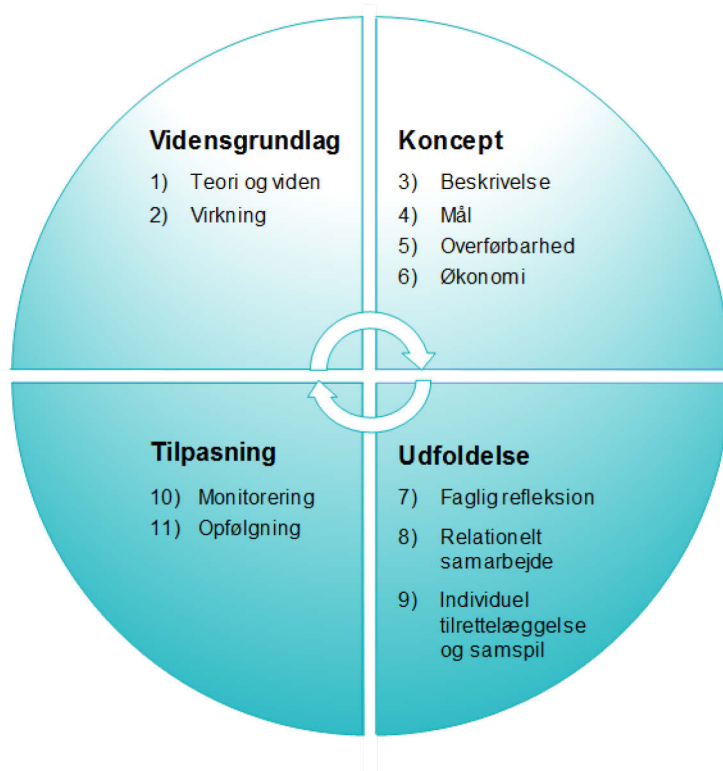 Vidensgrundlag
1) Teori og viden
2) Virkning
Koncept
3) Beskrivelse
4) Mål
5) Overførbarhed
6) Økonomi
Tilpasning
10) Monitorering
11) Opfølgning
Udfoldelse
7) Faglig refleksion
8) Relationelt
samarbejde
9) Individuel
tilrettelæggelse
og samspil